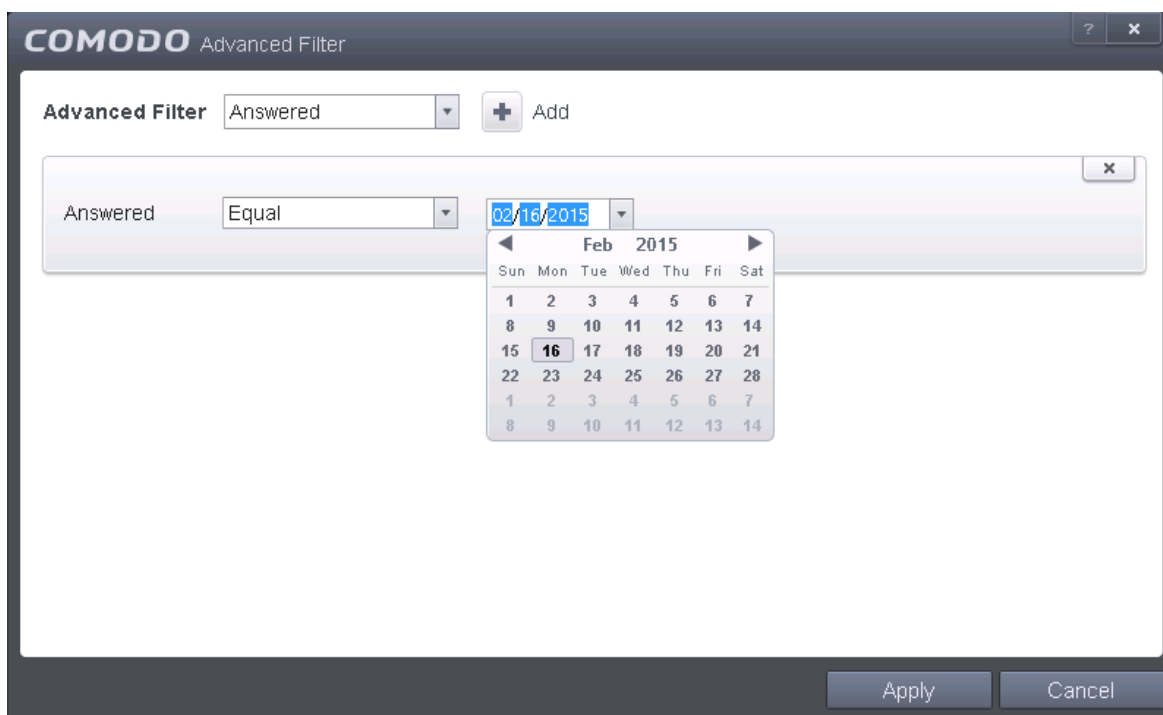 COMODO Advanced Filter ? ×
Advanced Filter Answered + Add
×
Answered Equal 02/16/2015
Feb 2015
Sun Mon Tue Wed Thu Fri Sat
1 2 3 4 5 6 7
8 9 10 11 12 13 14
15 16 17 18 19 20 21
22 23 24 25 26 27 28
1 2 3 4 5 6 7
8 9 10 11 12 13 14
Apply Cancel